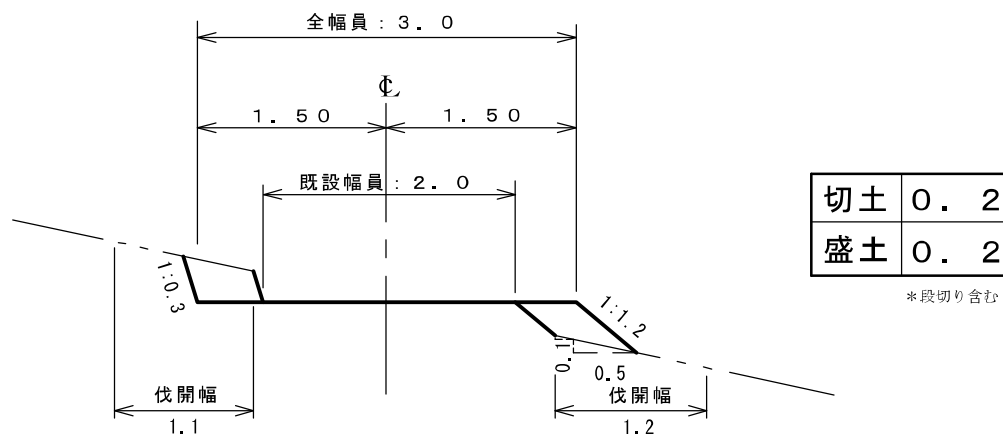 全幅員：３．０
℄
１．５０
１．５０
既設幅員：２．０
切土 ０．２
盛土 ０．２
＊段切り含む
1:0.3
1:1.2
0.1
0.5
伐開幅
1.1
伐開幅
1.2